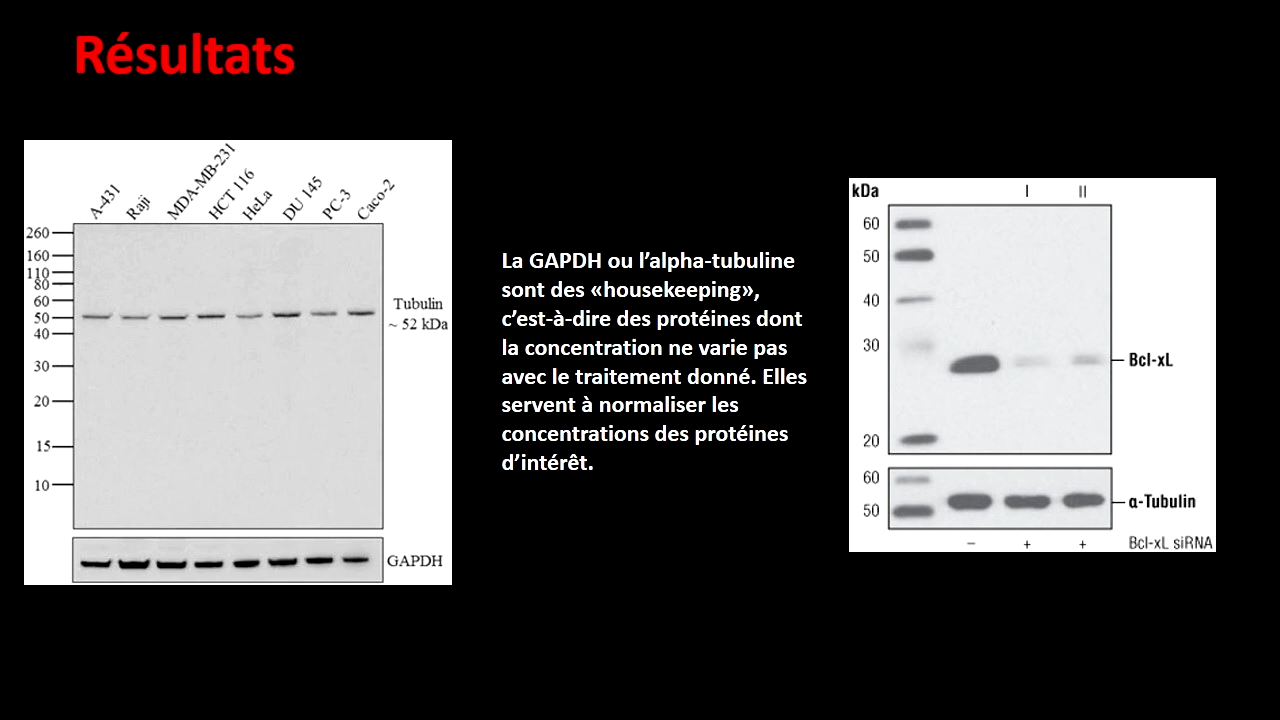 Résultats
A-431 Raji MDA-MB-231 HCT 116 HeLa DU 145 PC-3 Caco-2
260
160
110
80
60
50
40
30
20
15
10
Tubulin
~ 52 kDa
GAPDH
La GAPDH ou l’alpha-tubuline
sont des «housekeeping»,
c’est-à-dire des protéines dont
la concentration ne varie pas
avec le traitement donné. Elles
servent à normaliser les
concentrations des protéines
d’intérêt.
kDa I II
60
50
40
30
Bcl-xL
20
60
50
α-Tubulin
– + + Bcl-xL siRNA